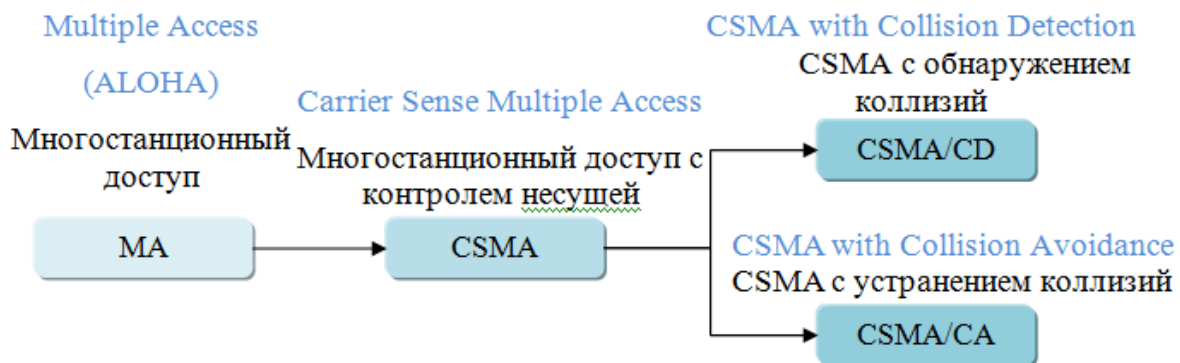 Multiple Access
(ALOHA)
Многостанционный
доступ
MA
Carrier Sense Multiple Access
Многостанционный доступ с
контролем несущей
CSMA
CSMA with Collision Detection
CSMA с обнаружением
коллизий
CSMA/CD
CSMA with Collision Avoidance
CSMA с устранением коллизий
CSMA/CA